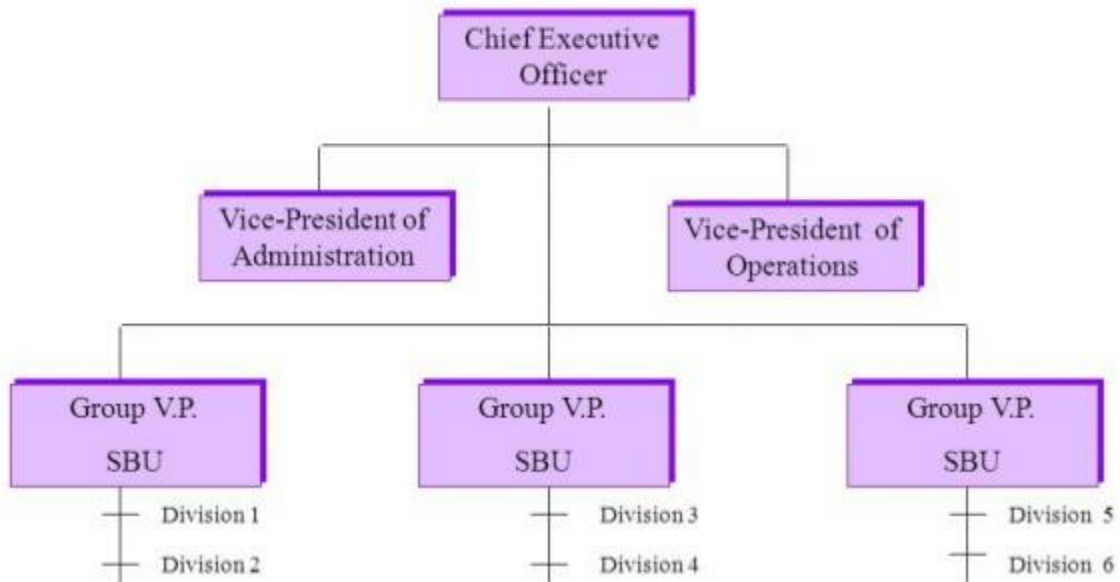 Chief Executive
Officer
Vice-President of
Administration
Vice-President of
Operations
Group V.P.
SBU
Group V.P.
SBU
Group V.P.
SBU
Division 1
Division 3
Division 5
Division 2
Division 4
Division 6